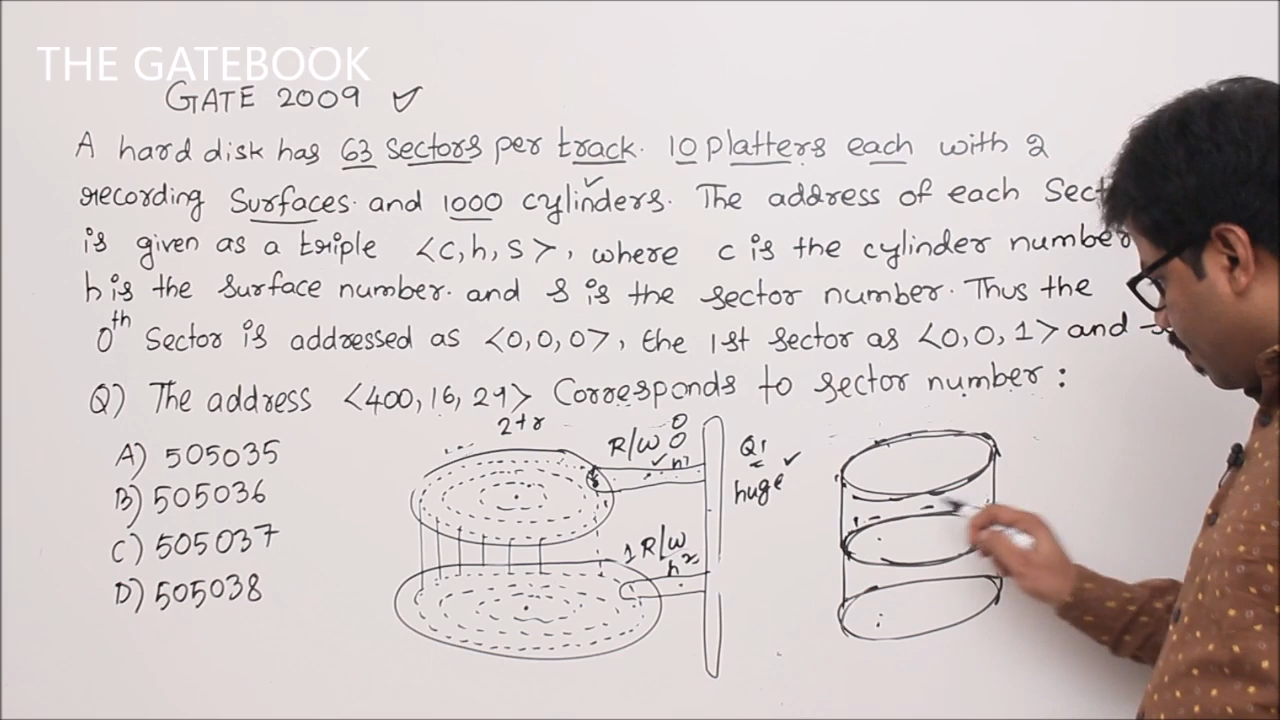 THE GATEBOOK
GATE 2009
A hard disk has 63 sectors per track. 10 platters each with 2
recording Surfaces. and 1000 cylinders. The address of each Sect
is given as a triple <C, h, S>, where c is the cylinder number
h is the surface number. and S is the sector number. Thus the
0th Sector is addressed as <0,0,0>, the 1st sector as <0,0,1> and
Q) The address <400,16,29> Corresponds to sector number :
A) 505035
B) 505036
C) 505037
D) 505038
R/W
0
0
Q1
huge
1 R/W